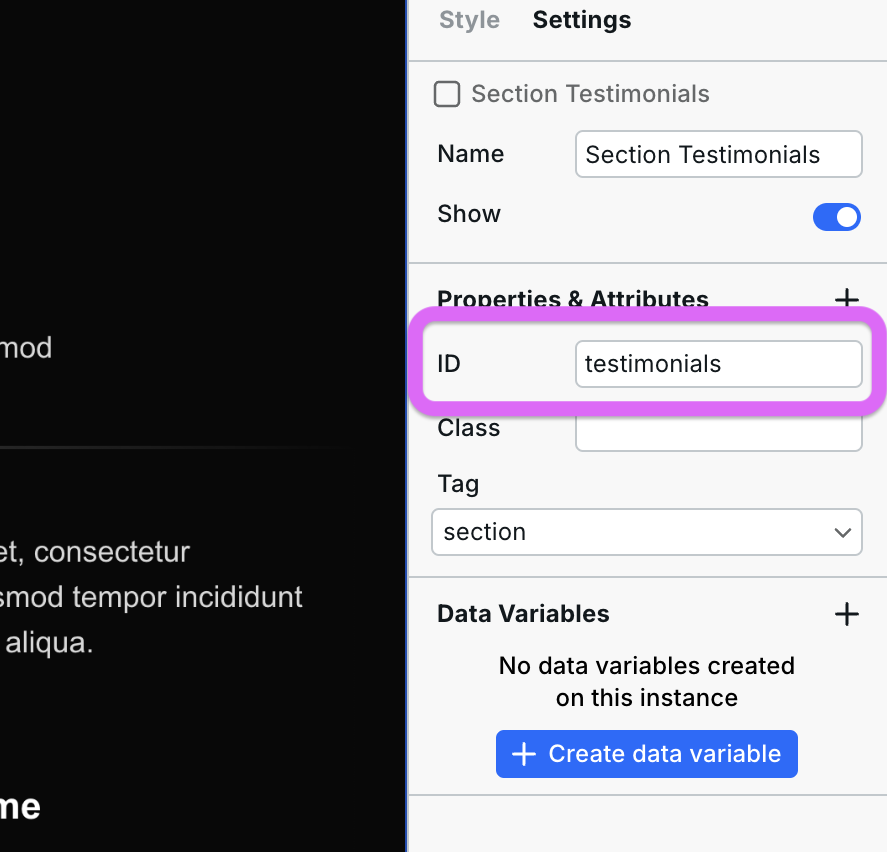 Style Settings
Section Testimonials
Name Section Testimonials
Show
Properties & Attributes
ID testimonials
Class
Tag
section
Data Variables
No data variables created
on this instance
Create data variable
mod
et, consectetur
smod tempor incididunt
aliqua.
me